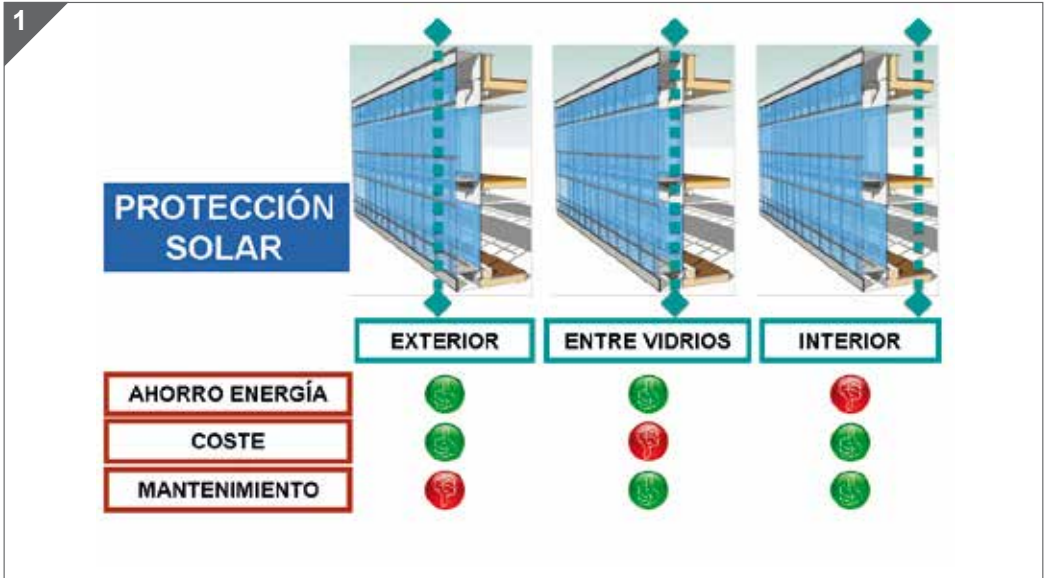 1
PROTECCIÓN
SOLAR
EXTERIOR
ENTRE VIDRIOS
INTERIOR
AHORRO ENERGÍA
COSTE
MANTENIMIENTO